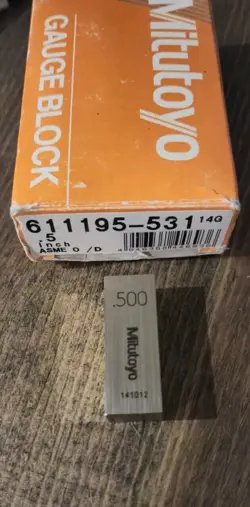 Mitutoyo
GAUGE BLOCK
611195-531 14G
.5
inch
ASME 0 /D
.500
Mitutoyo
141012